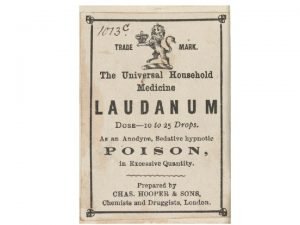 1013c
TRADE MARK.
The Universal Household
Medicine
LAUDANUM
Dose—10 to 25 Drops.
As an Anodyne, Sedative hypnotic
POISON,
in Excessive Quantity.
Prepared by
CHAS. HOOPER & SONS,
Chemists and Druggists, London.